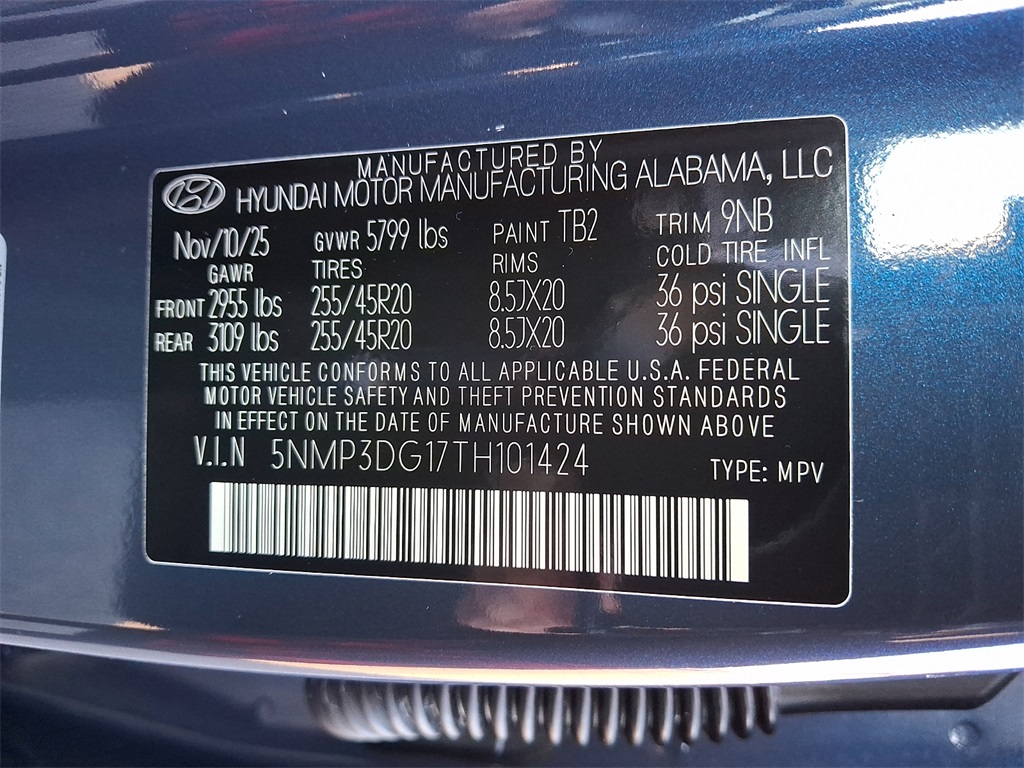 MANUFACTURED BY
HYUNDAI MOTOR MANUFACTURING ALABAMA, LLC
Nov/10/25 GVWR 5799 lbs PAINT TB2 TRIM 9NB
GAWR TIRES RIMS COLD TIRE INFL
FRONT 2955 lbs 255/45R20 8.5JX20 36 psi SINGLE
REAR 3109 lbs 255/45R20 8.5JX20 36 psi SINGLE
THIS VEHICLE CONFORMS TO ALL APPLICABLE U.S.A. FEDERAL
MOTOR VEHICLE SAFETY AND THEFT PREVENTION STANDARDS
IN EFFECT ON THE DATE OF MANUFACTURE SHOWN ABOVE
V.I.N 5NMP3DG17TH101424 TYPE: MPV